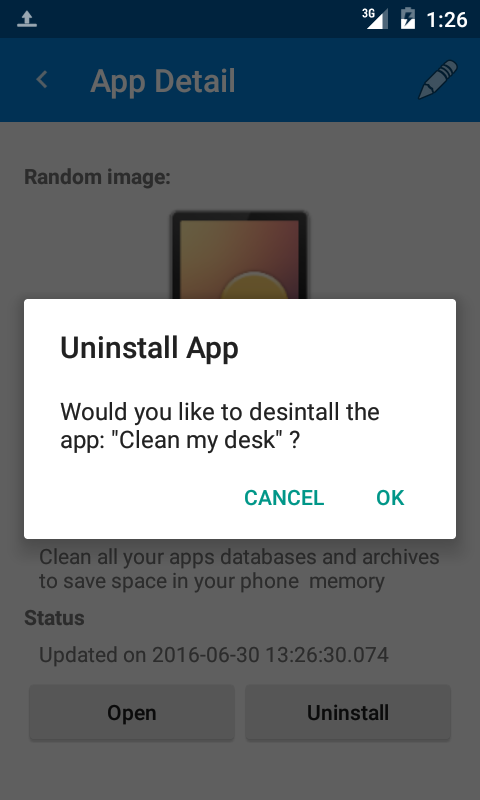 3G 1:26
App Detail
Random image:
Uninstall App
Would you like to desintall the
app: "Clean my desk" ?
CANCEL OK
Clean all your apps databases and archives
to save space in your phone  memory
Status
Updated on 2016-06-30 13:26:30.074
Open Uninstall